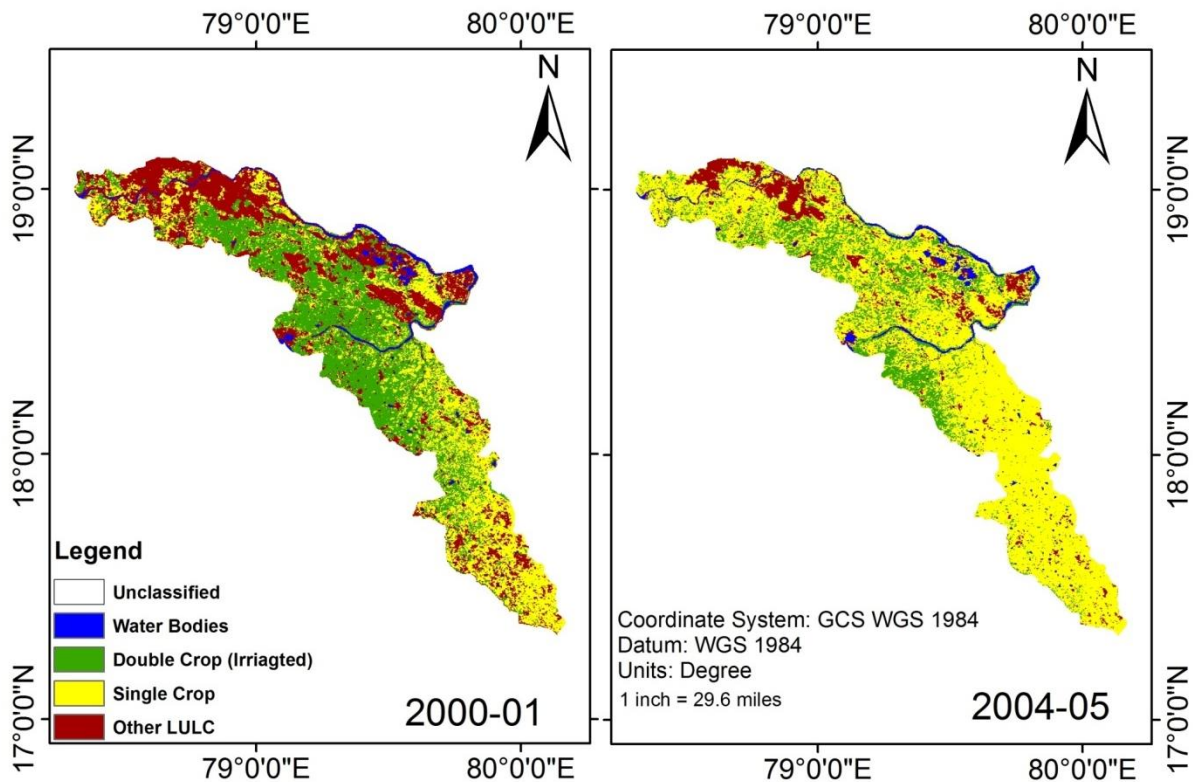 79°0'0"E 80°0'0"E 79°0'0"E 80°0'0"E
N N
19°0'0"N 19°0'0"N
18°0'0"N 18°0'0"N
17°0'0"N 17°0'0"N
Legend
Unclassified
Water Bodies
Double Crop (Irriagted)
Single Crop
Other LULC
2000-01
Coordinate System: GCS WGS 1984
Datum: WGS 1984
Units: Degree
1 inch = 29.6 miles
2004-05
79°0'0"E 80°0'0"E 79°0'0"E 80°0'0"E